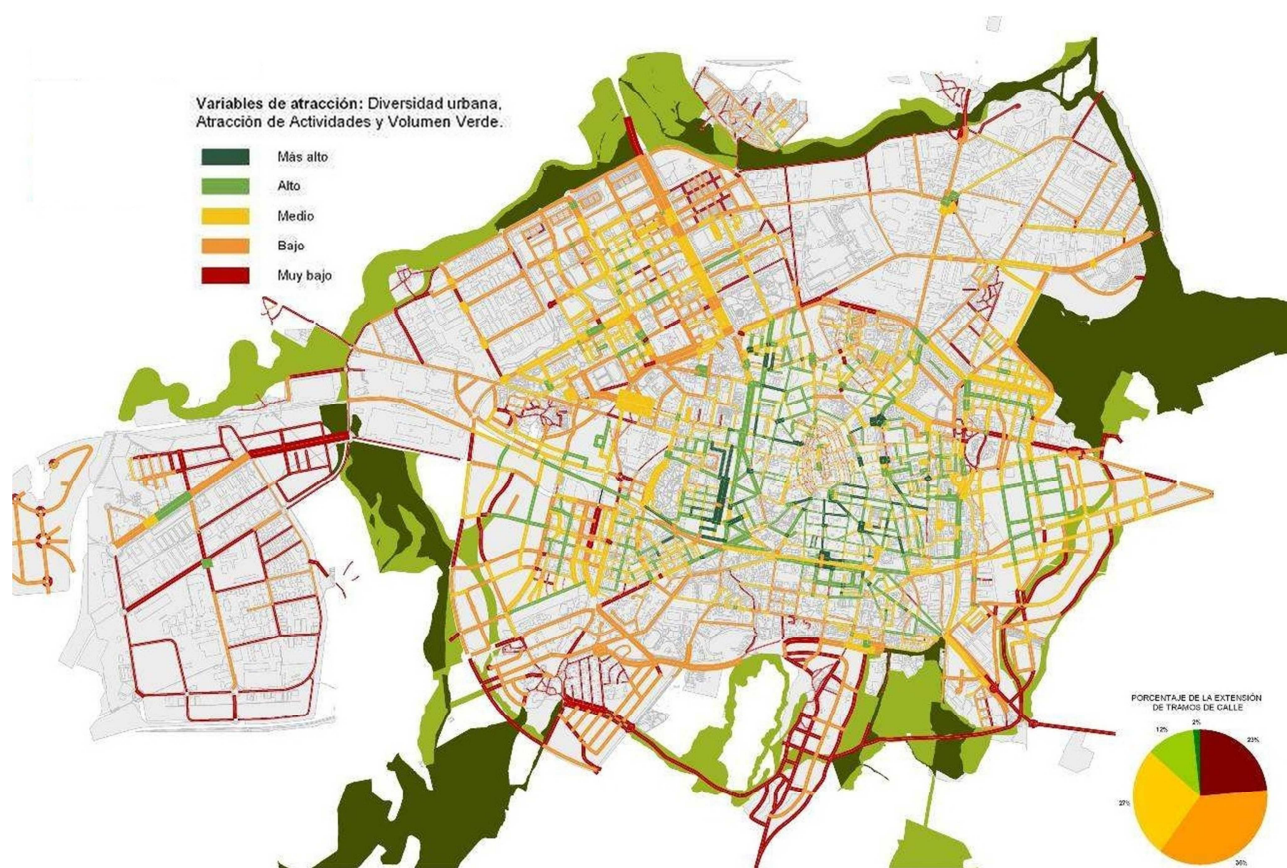 Variables de atracción: Diversidad urbana,
Atracción de Actividades y Volumen Verde.
Más alto
Alto
Medio
Bajo
Muy bajo
PORCENTAJE DE LA EXTENSIÓN
DE TRAMOS DE CALLE
2%
12%
23%
27%
36%